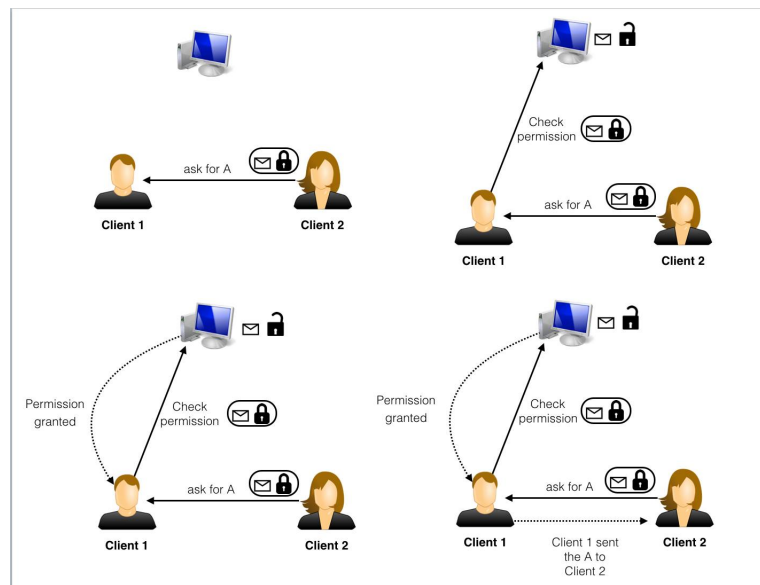 ask for A
Client 1
Client 2
Check
permission
ask for A
Client 1
Client 2
Permission
granted
Check
permission
ask for A
Client 1
Client 2
Permission
granted
Check
permission
ask for A
Client 1
Client 2
Client 1 sent
the A to
Client 2